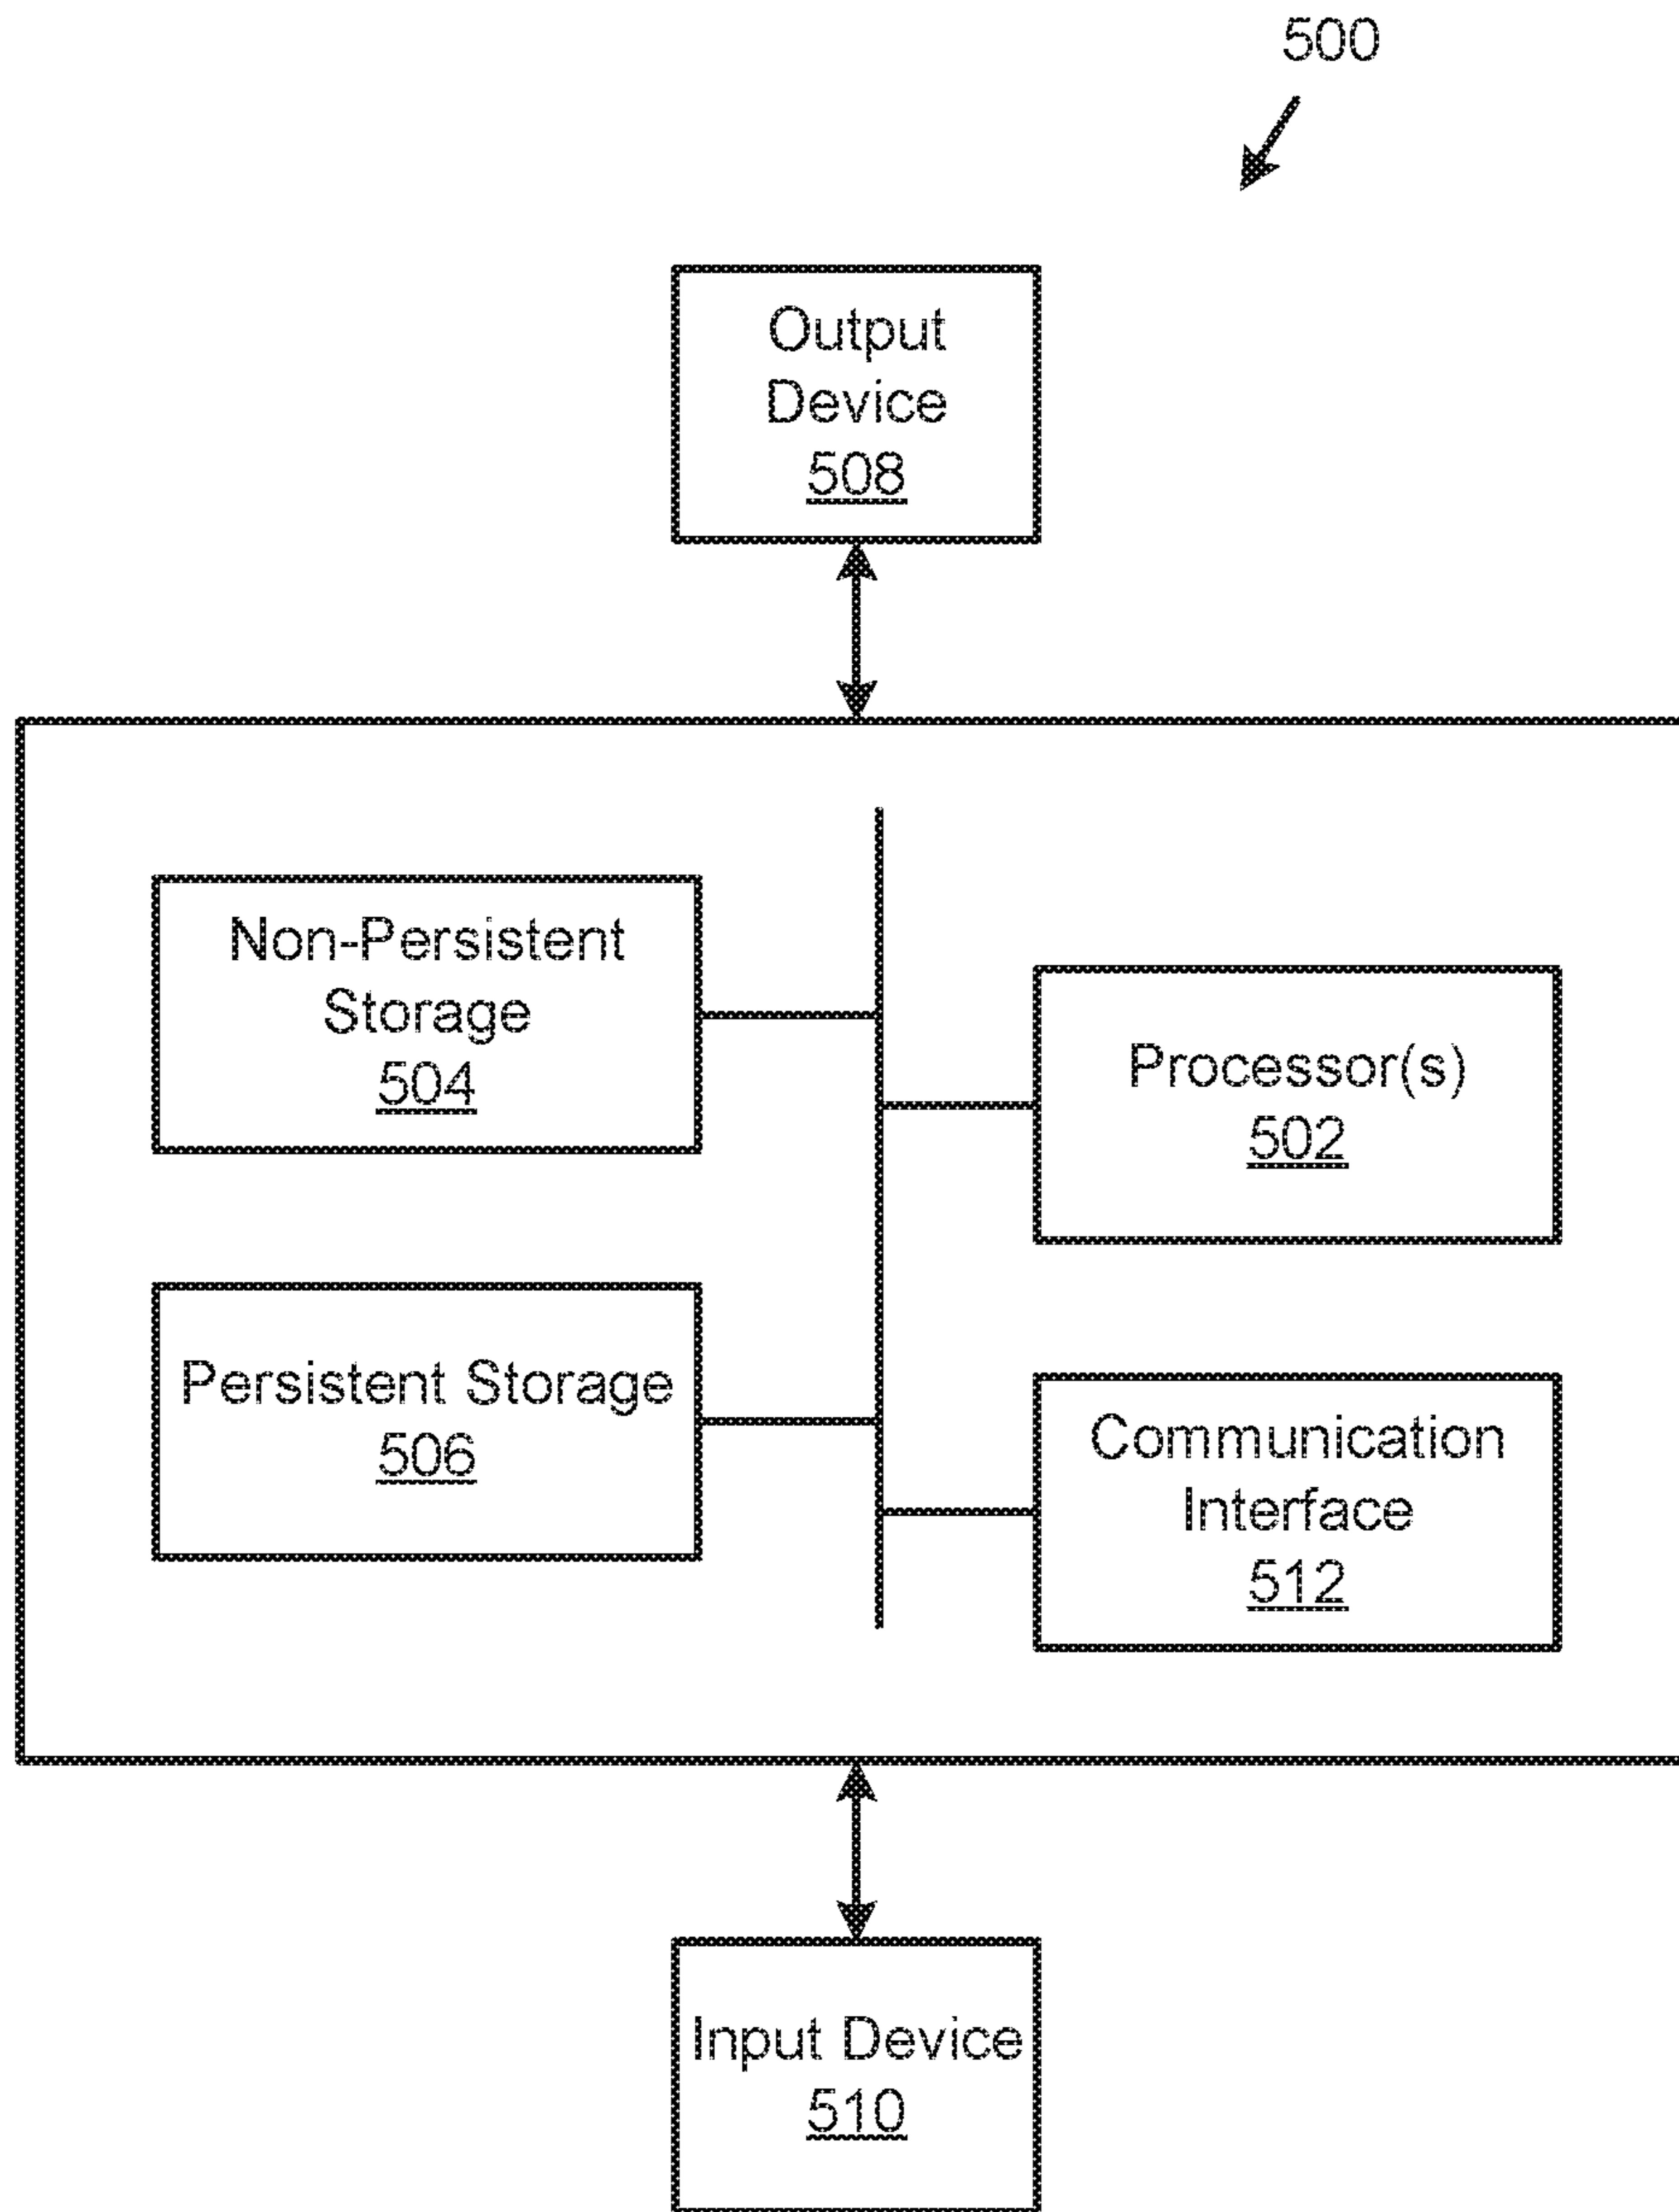 500
Output
Device
508
Non-Persistent
Storage
504
Processor(s)
502
Persistent Storage
506
Communication
Interface
512
Input Device
510